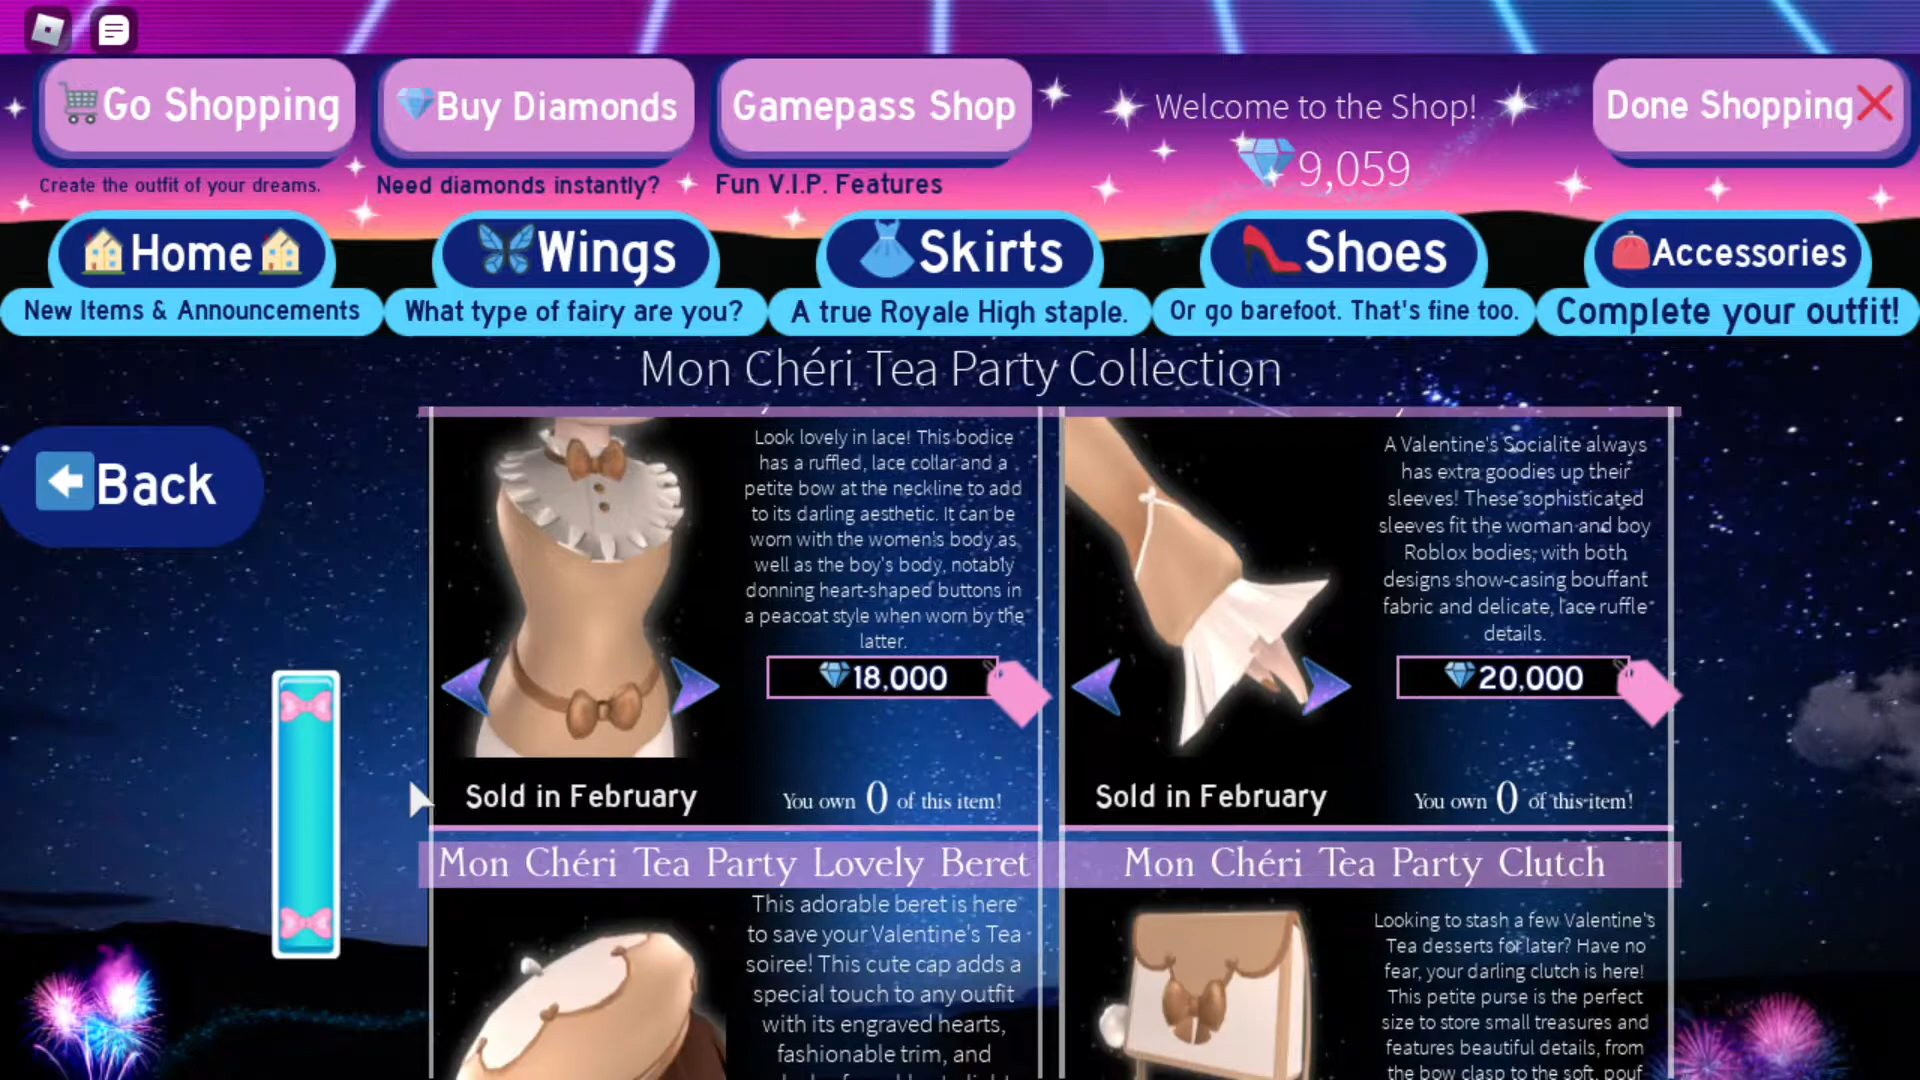 Go Shopping
Buy Diamonds
Gamepass Shop
Welcome to the Shop!
Done Shopping
9,059
Create the outfit of your dreams.
Need diamonds instantly?
Fun V.I.P. Features
Home
Wings
Skirts
Shoes
Accessories
New Items & Announcements
What type of fairy are you?
A true Royale High staple.
Or go barefoot. That's fine too.
Complete your outfit!
Mon Chéri Tea Party Collection
Back
Look lovely in lace! This bodice
has a ruffled, lace collar and a
petite bow at the neckline to add
to its darling aesthetic. It can be
worn with the women's body as
well as the boy's body, notably
donning heart-shaped buttons in
a peacoat style when worn by the
latter.
18,000
Sold in February
You own 0 of this item!
A Valentine's Socialite always
has extra goodies up their
sleeves! These sophisticated
sleeves fit the woman and boy
Roblox bodies, with both
designs show-casing bouffant
fabric and delicate, lace ruffle
details.
20,000
Sold in February
You own 0 of this item!
Mon Chéri Tea Party Lovely Beret
This adorable beret is here
to save your Valentine's Tea
soiree! This cute cap adds a
special touch to any outfit
with its engraved hearts,
fashionable trim, and
Mon Chéri Tea Party Clutch
Looking to stash a few Valentine's
Tea desserts for later? Have no
fear, your darling clutch is here!
This petite purse is the perfect
size to store small treasures and
features beautiful details, from
the bow clasp to the soft, pouf